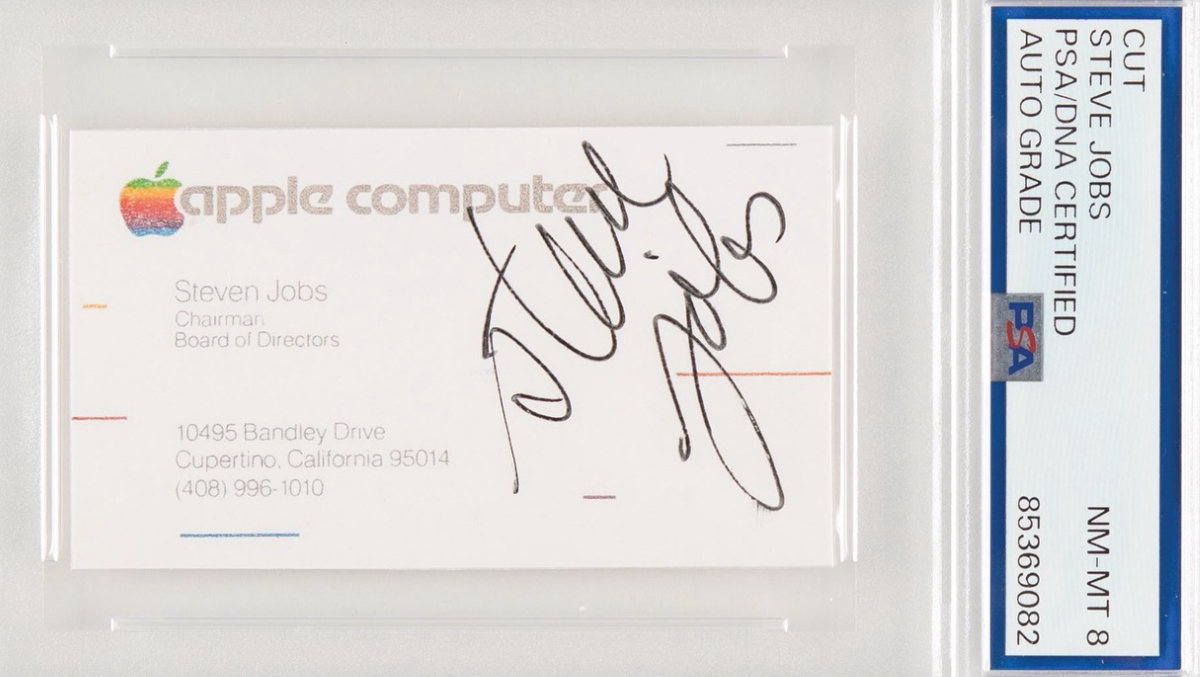 apple computer
Steven Jobs
Chairman
Board of Directors
10495 Bandley Drive
Cupertino, California 95014
(408) 996-1010
Steve
Jobs
CUT
STEVE JOBS
PSA/DNA CERTIFIED NM-MT 8
AUTO GRADE 85369082
PSA